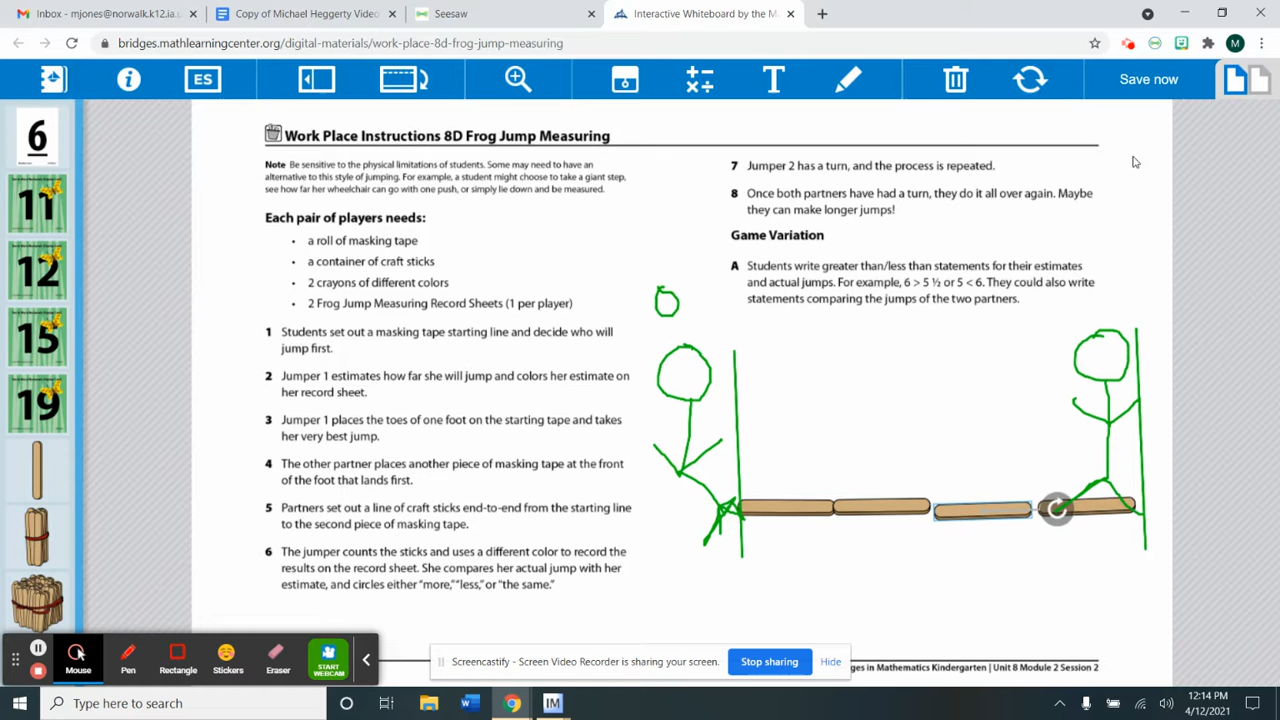 Inbox - mjones@norwalk.k12.ia.u
Copy of Michael Heggerty Video
Seesaw
Interactive Whiteboard by the M
bridges.mathlearningcenter.org/digital-materials/work-place-8d-frog-jump-measuring
M
ES
T
Save now
6
11
12
15
19
Work Place Instructions 8D Frog Jump Measuring
Note Be sensitive to the physical limitations of students. Some may need to have an
alternative to this style of jumping. For example, a student might choose to take a giant step,
see how far her wheelchair can go with one push, or simply lie down and be measured.
Each pair of players needs:
· a roll of masking tape
· a container of craft sticks
· 2 crayons of different colors
· 2 Frog Jump Measuring Record Sheets (1 per player)
1 Students set out a masking tape starting line and decide who will
jump first.
2 Jumper 1 estimates how far she will jump and colors her estimate on
her record sheet.
3 Jumper 1 places the toes of one foot on the starting tape and takes
her very best jump.
4 The other partner places another piece of masking tape at the front
of the foot that lands first.
5 Partners set out a line of craft sticks end-to-end from the starting line
to the second piece of masking tape.
6 The jumper counts the sticks and uses a different color to record the
results on the record sheet. She compares her actual jump with her
estimate, and circles either "more," "less," or "the same."
7 Jumper 2 has a turn, and the process is repeated.
8 Once both partners have had a turn, they do it all over again. Maybe
they can make longer jumps!
Game Variation
A Students write greater than/less than statements for their estimates
and actual jumps. For example, 6 > 5 ½ or 5 < 6. They could also write
statements comparing the jumps of the two partners.
ges in Mathematics Kindergarten | Unit 8 Module 2 Session 2
Mouse
Pen
Rectangle
Stickers
Eraser
START
WEBCAM
Screencastify - Screen Video Recorder is sharing your screen.
Stop sharing
Hide
Type here to search
W
IM
12:14 PM
4/12/2021